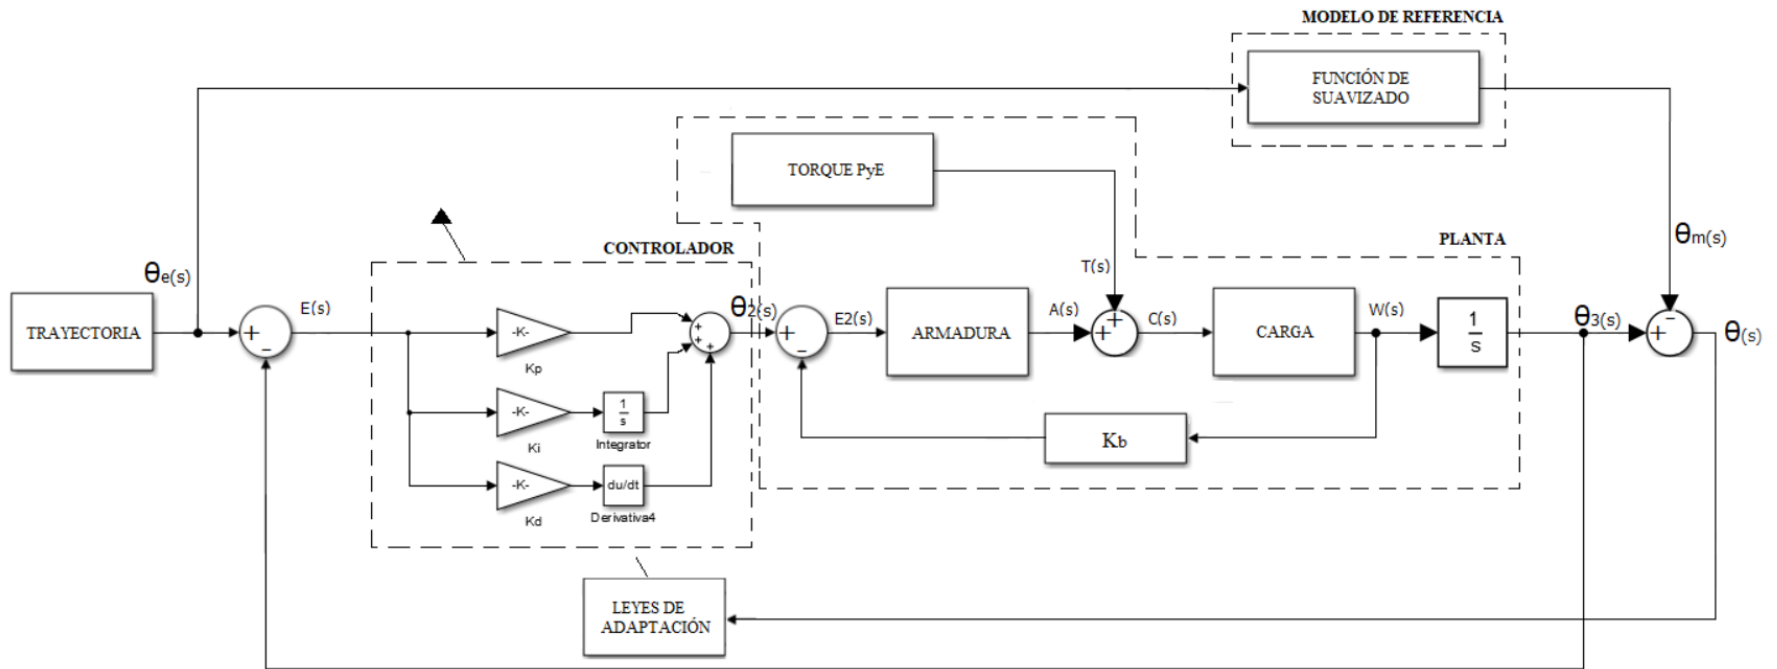 MODELO DE REFERENCIA
FUNCIÓN DE
SUAVIZADO
TORQUE PyE
CONTROLADOR
PLANTA
θm(s)
θe(s)
TRAYECTORIA
+
−
E(s)
-K-
Kp
-K-
Ki
1
s
Integrator
-K-
Kd
du/dt
Derivativa4
+
+
+
θ2(s)
+
−
E2(s)
ARMADURA
A(s)
T(s)
+
+
C(s)
CARGA
W(s)
1
s
θ3(s)
+
−
θ(s)
Kb
LEYES DE
ADAPTACIÓN